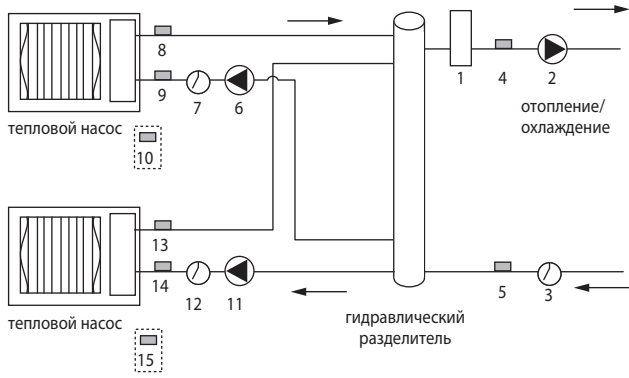 8
9
7
6
1
4
2
тепловой насос
отопление/
охлаждение
10
13
14
12
11
5
3
гидравлический
разделитель
тепловой насос
15